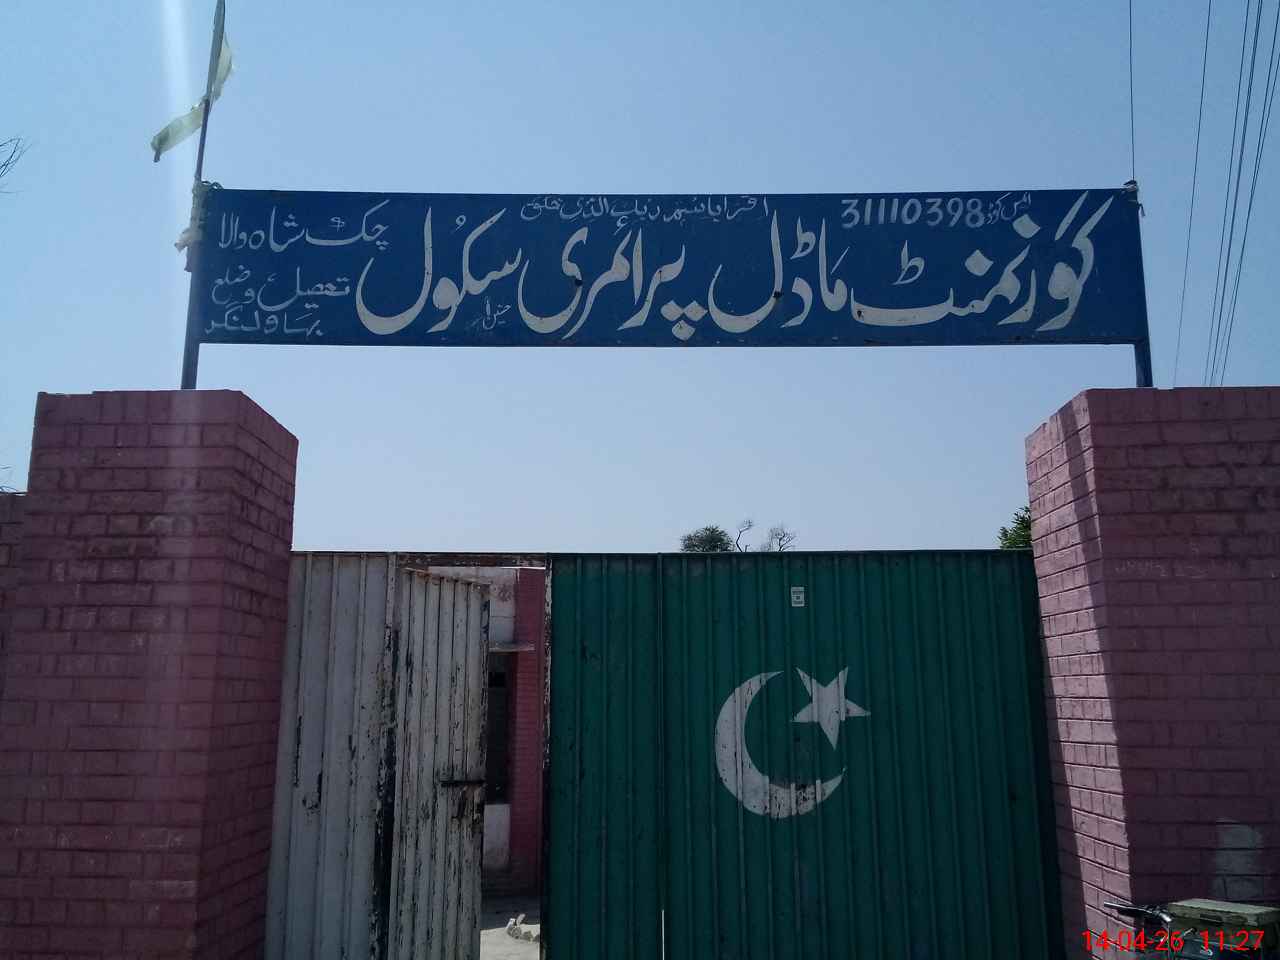 اقرا باسم ربک الذی خلق
ایمس کوڈ 31110398
گورنمنٹ ماڈل پرائمری سکول
چک شاہ والا
تحصیل و ضلع
بہاولنگر
14-04-26 11:27